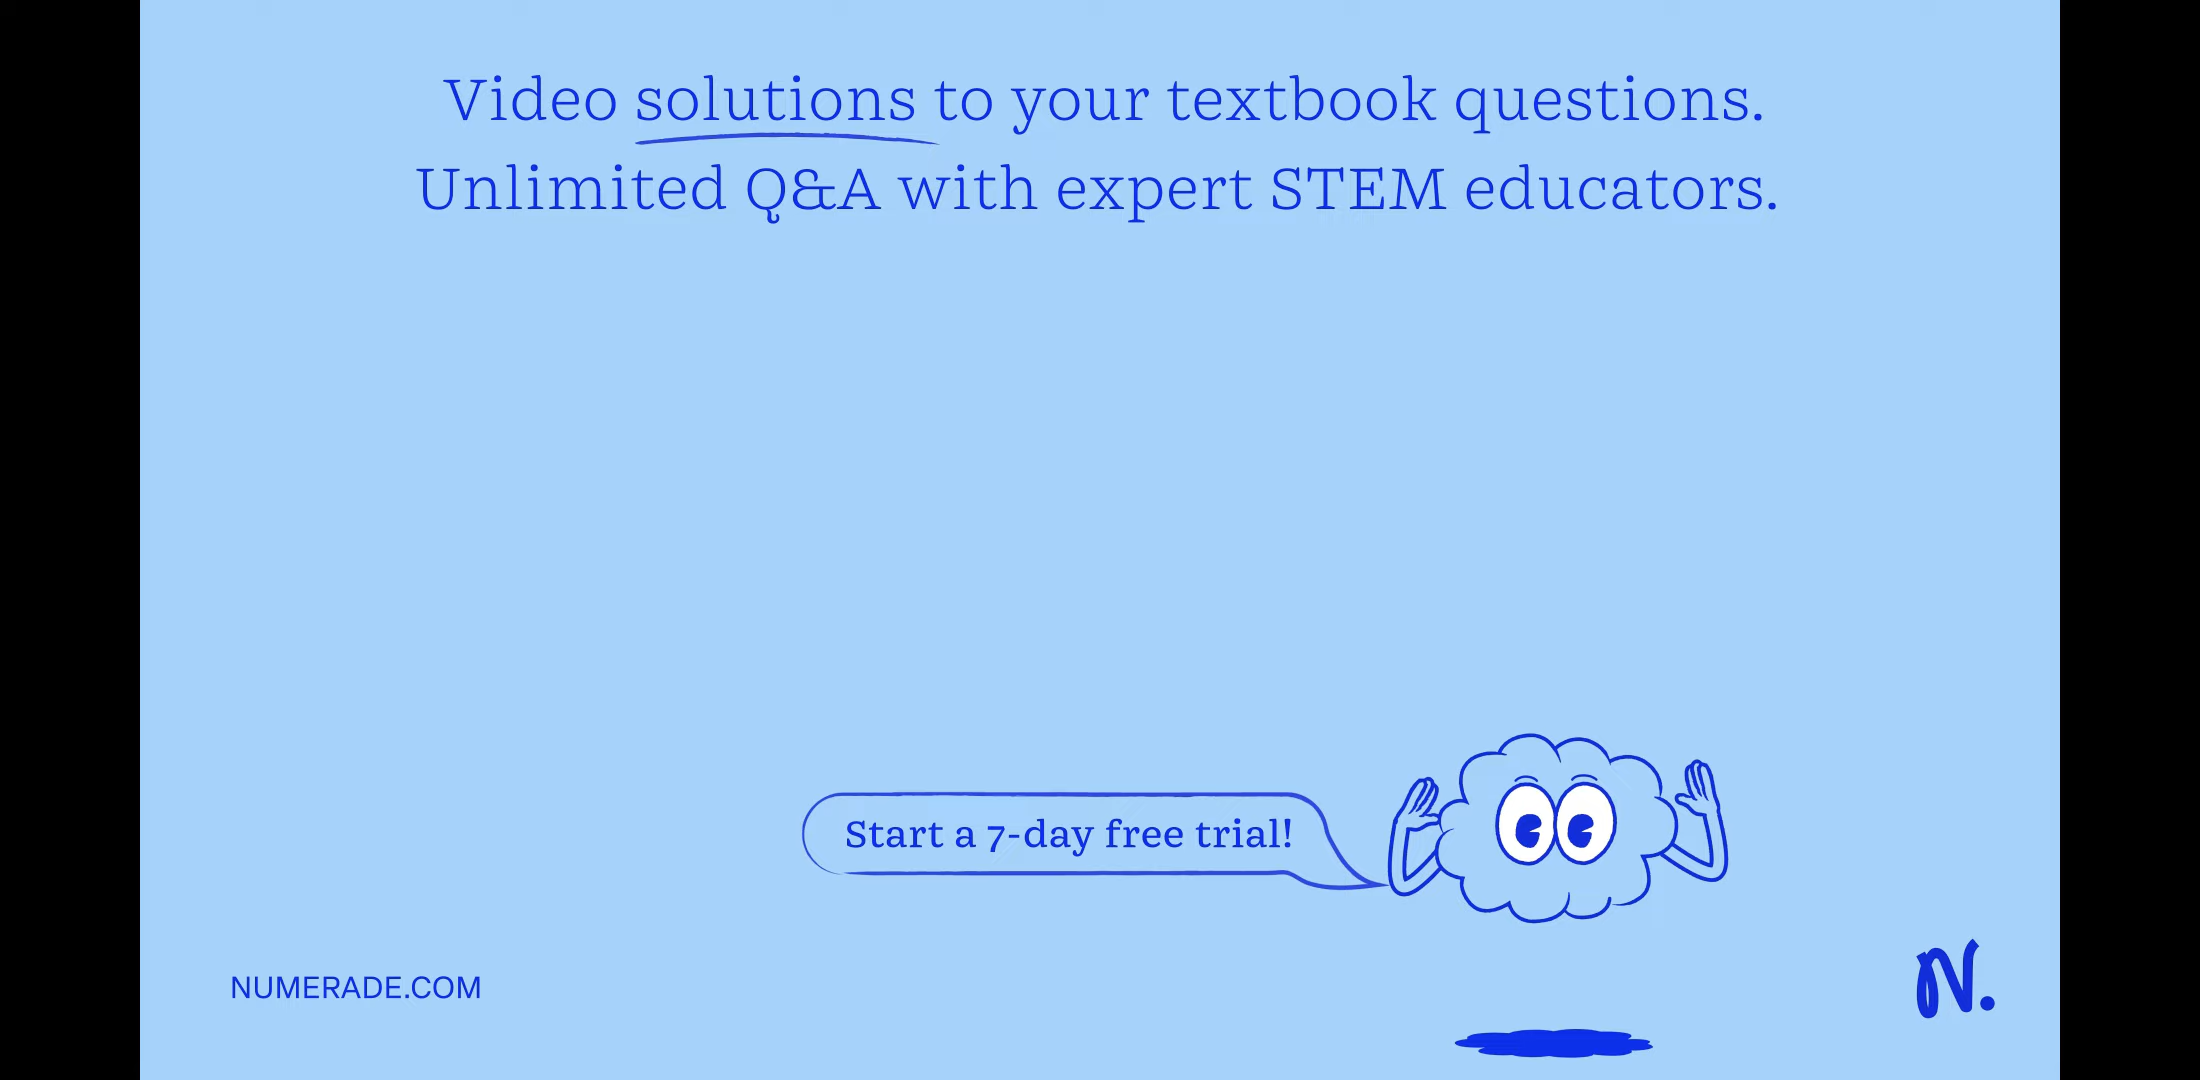 Video solutions to your textbook questions.
Unlimited Q&A with expert STEM educators.
Start a 7-day free trial!
NUMERADE.COM
N.